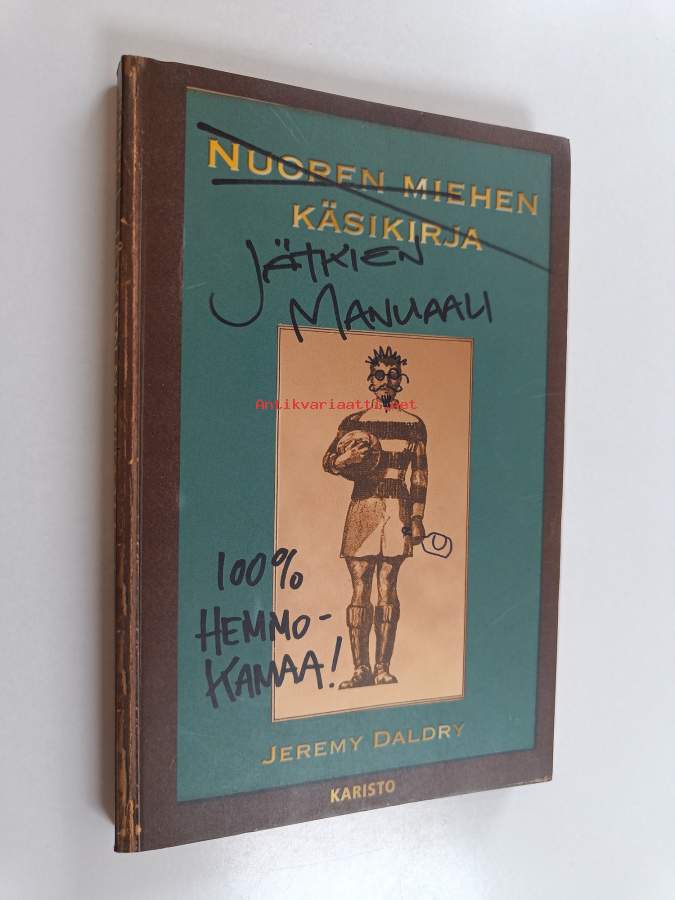 NUOREN MIEHEN
KÄSIKIRJA
JÄTKIEN
MANUAALI
Antikvariaatti.net
100%
HEMMO-
KAMAA!
JEREMY DALDRY
KARISTO